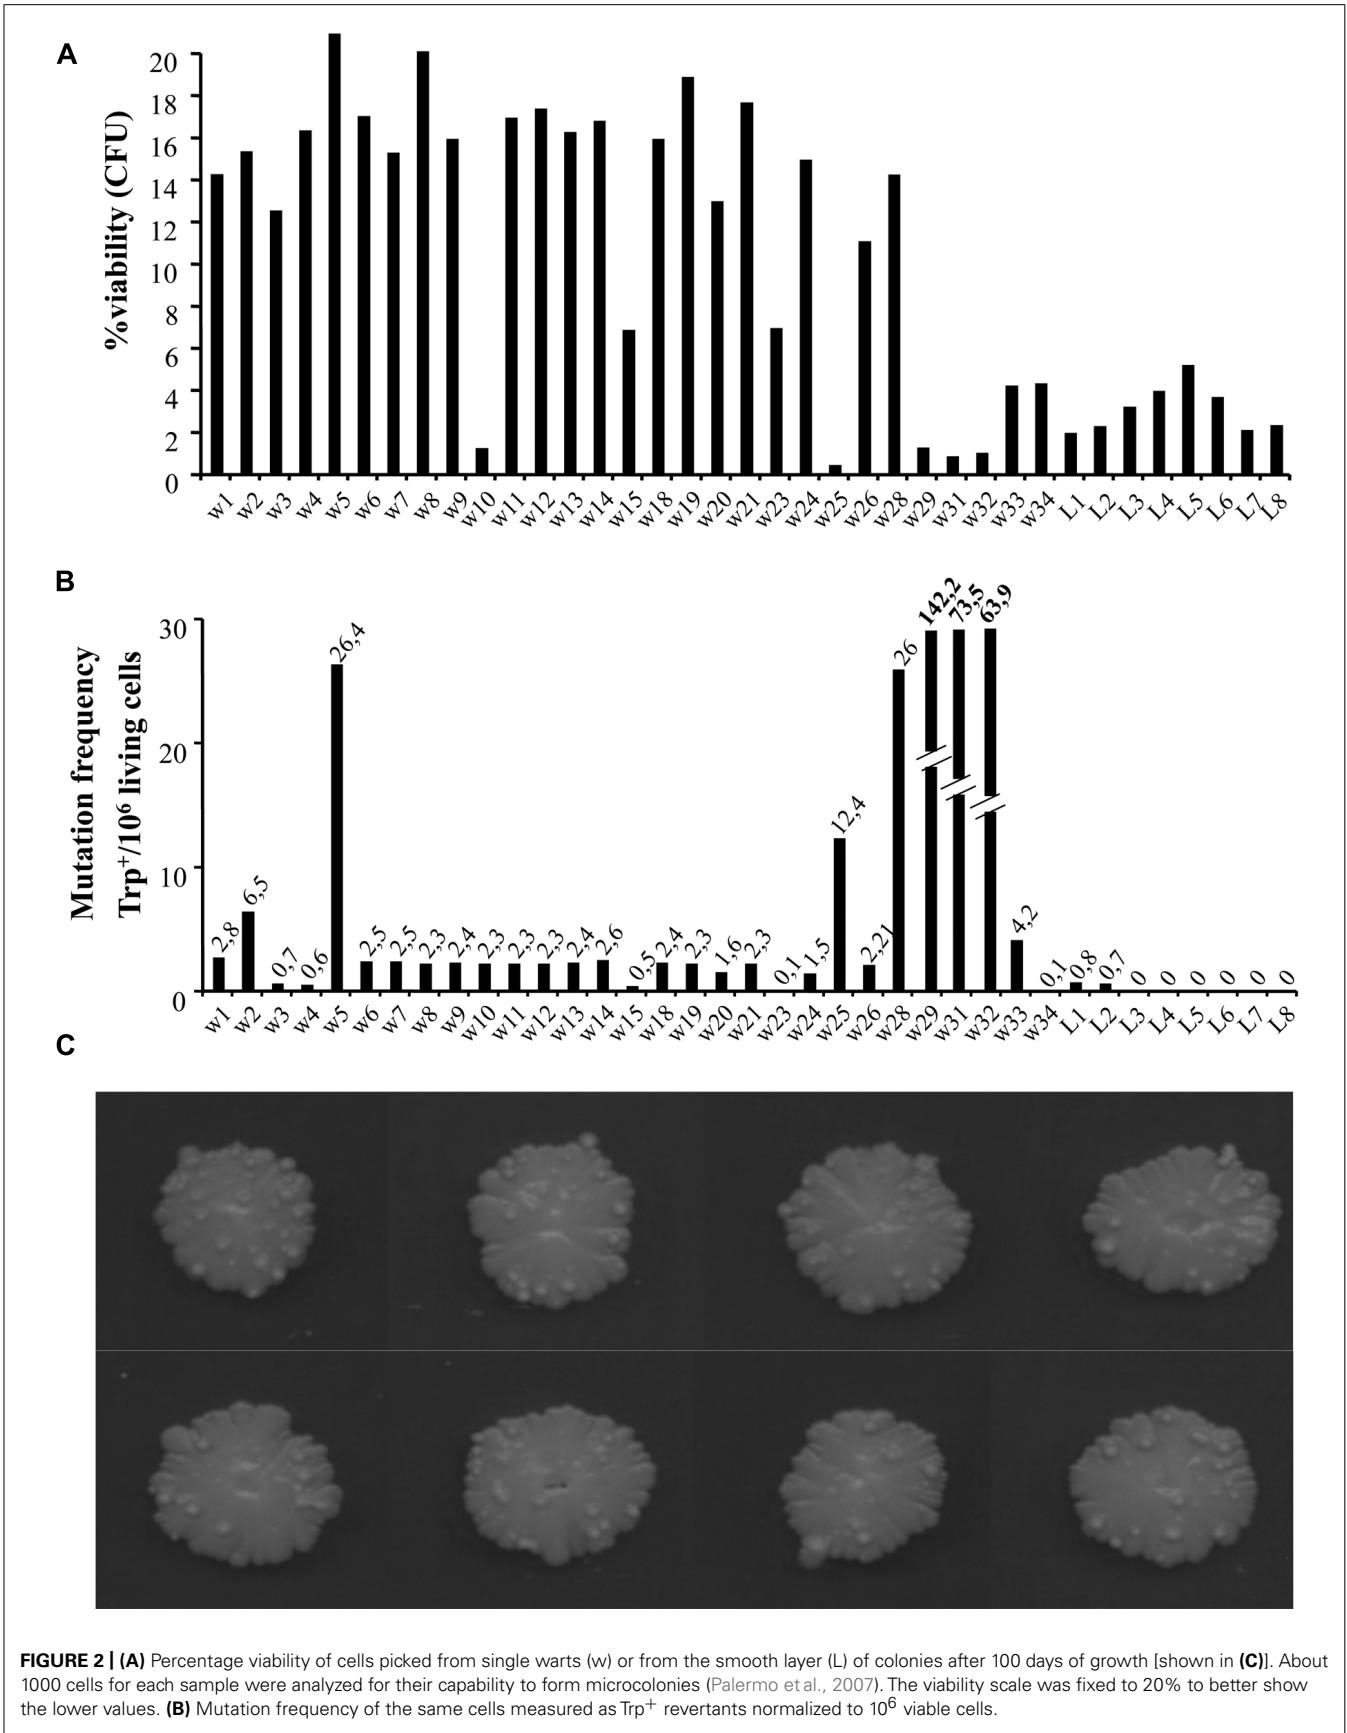 A
20
18
16
14
12
10
8
6
4
2
0
%viability (CFU)
w1 w2 w3 w4 w5 w6 w7 w8 w9 w10 w11 w12 w13 w14 w15 w18 w19 w20 w21 w23 w24 w25 w26 w28 w29 w31 w32 w33 w34 L1 L2 L3 L4 L5 L6 L7 L8
B
30
20
10
0
Mutation frequency
Trp+/10⁶ living cells
2,8 6,5 0,7 0,6 26,4 2,5 2,5 2,3 2,4 2,3 2,3 2,3 2,4 2,6 0,5 2,4 2,3 1,6 2,3 0,1 1,5 12,4 2,21 26 142,2 73,5 63,9 4,2 0,1 0,8 0,7 0 0 0 0 0 0
w1 w2 w3 w4 w5 w6 w7 w8 w9 w10 w11 w12 w13 w14 w15 w18 w19 w20 w21 w23 w24 w25 w26 w28 w29 w31 w32 w33 w34 L1 L2 L3 L4 L5 L6 L7 L8
C
FIGURE 2 | (A) Percentage viability of cells picked from single warts (w) or from the smooth layer (L) of colonies after 100 days of growth [shown in (C)]. About
1000 cells for each sample were analyzed for their capability to form microcolonies (Palermo et al., 2007). The viability scale was fixed to 20% to better show
the lower values. (B) Mutation frequency of the same cells measured as Trp+ revertants normalized to 10⁶ viable cells.